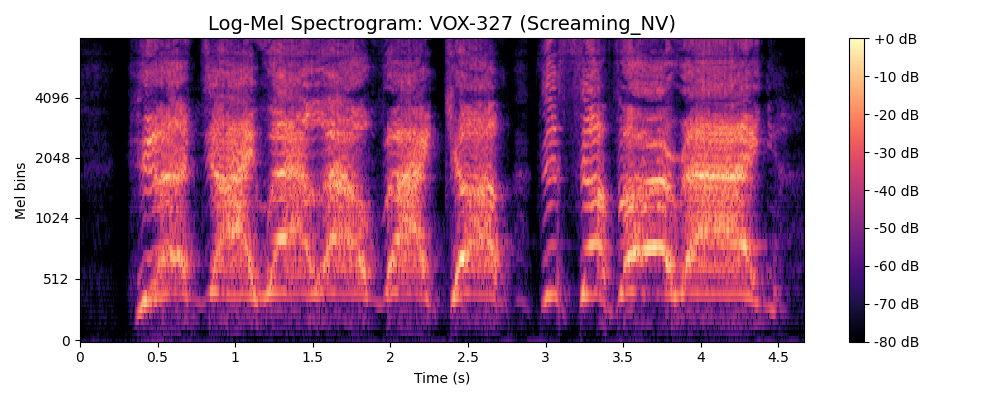 Log-Mel Spectrogram: VOX-327 (Screaming_NV)
+0 dB
-10 dB
-20 dB
-30 dB
-40 dB
-50 dB
-60 dB
-70 dB
-80 dB
Mel bins
4096
2048
1024
512
0
0 0.5 1 1.5 2 2.5 3 3.5 4 4.5
Time (s)